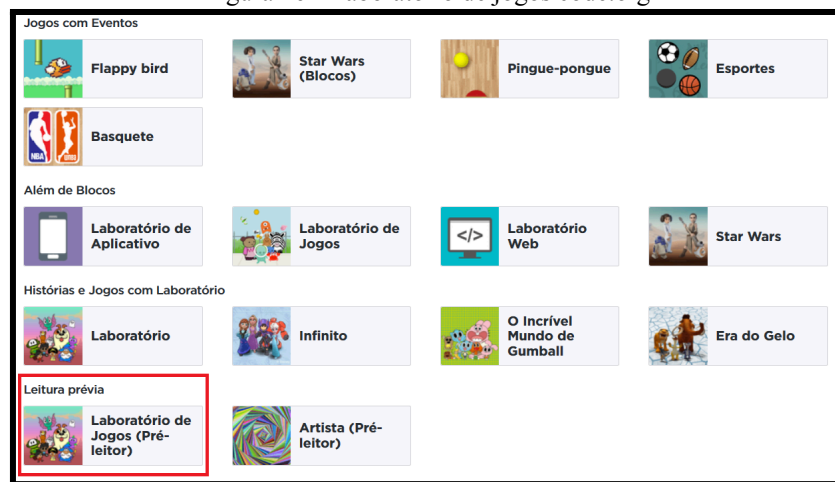 Jogos com Eventos
Flappy bird
Star Wars
(Blocos)
Pingue-pongue
Esportes
NBA
Basquete
Além de Blocos
Laboratório de
Aplicativo
Laboratório de
Jogos
</>
Laboratório
Web
Star Wars
Histórias e Jogos com Laboratório
Laboratório
Infinito
O Incrível
Mundo de
Gumball
Era do Gelo
Leitura prévia
Laboratório de
Jogos (Pré-
leitor)
Artista (Pré-
leitor)